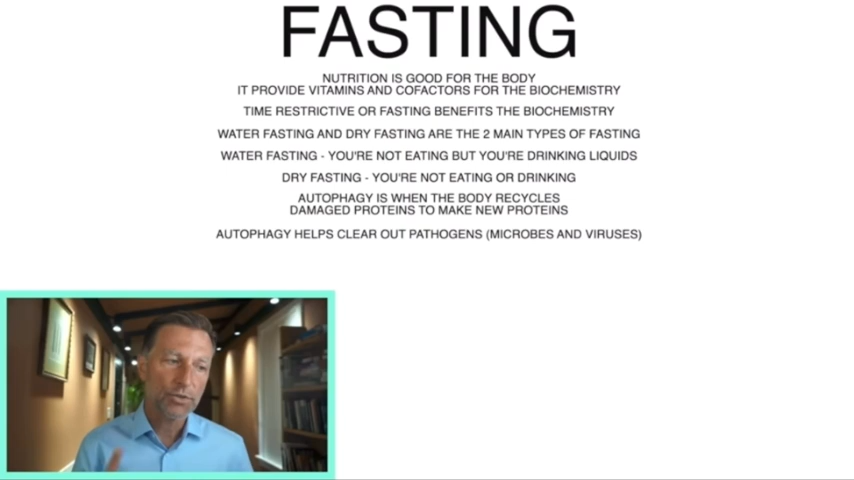 FASTING
NUTRITION IS GOOD FOR THE BODY
IT PROVIDE VITAMINS AND COFACTORS FOR THE BIOCHEMISTRY
TIME RESTRICTIVE OR FASTING BENEFITS THE BIOCHEMISTRY
WATER FASTING AND DRY FASTING ARE THE 2 MAIN TYPES OF FASTING
WATER FASTING - YOU'RE NOT EATING BUT YOU'RE DRINKING LIQUIDS
DRY FASTING - YOU'RE NOT EATING OR DRINKING
AUTOPHAGY IS WHEN THE BODY RECYCLES
DAMAGED PROTEINS TO MAKE NEW PROTEINS
AUTOPHAGY HELPS CLEAR OUT PATHOGENS (MICROBES AND VIRUSES)